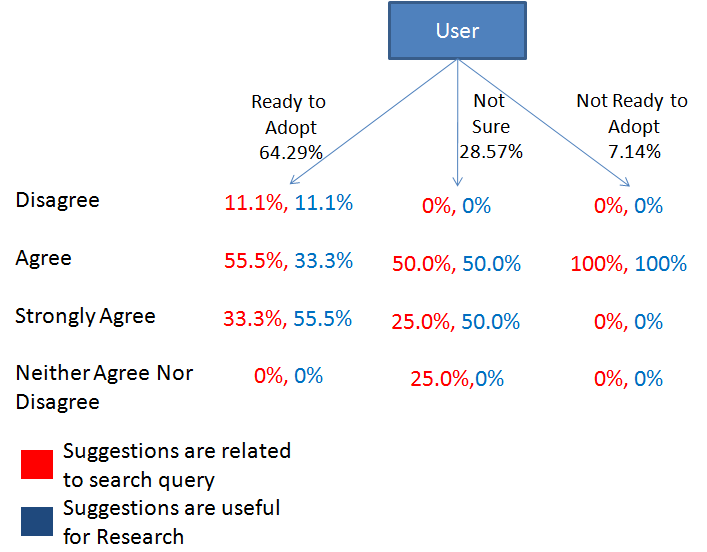 User
Ready to
Adopt
64.29%
Not
Sure
28.57%
Not Ready to
Adopt
7.14%
Disagree
11.1%, 11.1%
0%, 0%
0%, 0%
Agree
55.5%, 33.3%
50.0%, 50.0%
100%, 100%
Strongly Agree
33.3%, 55.5%
25.0%, 50.0%
0%, 0%
Neither Agree Nor
Disagree
0%, 0%
25.0%,0%
0%, 0%
Suggestions are related
to search query
Suggestions are useful
for Research